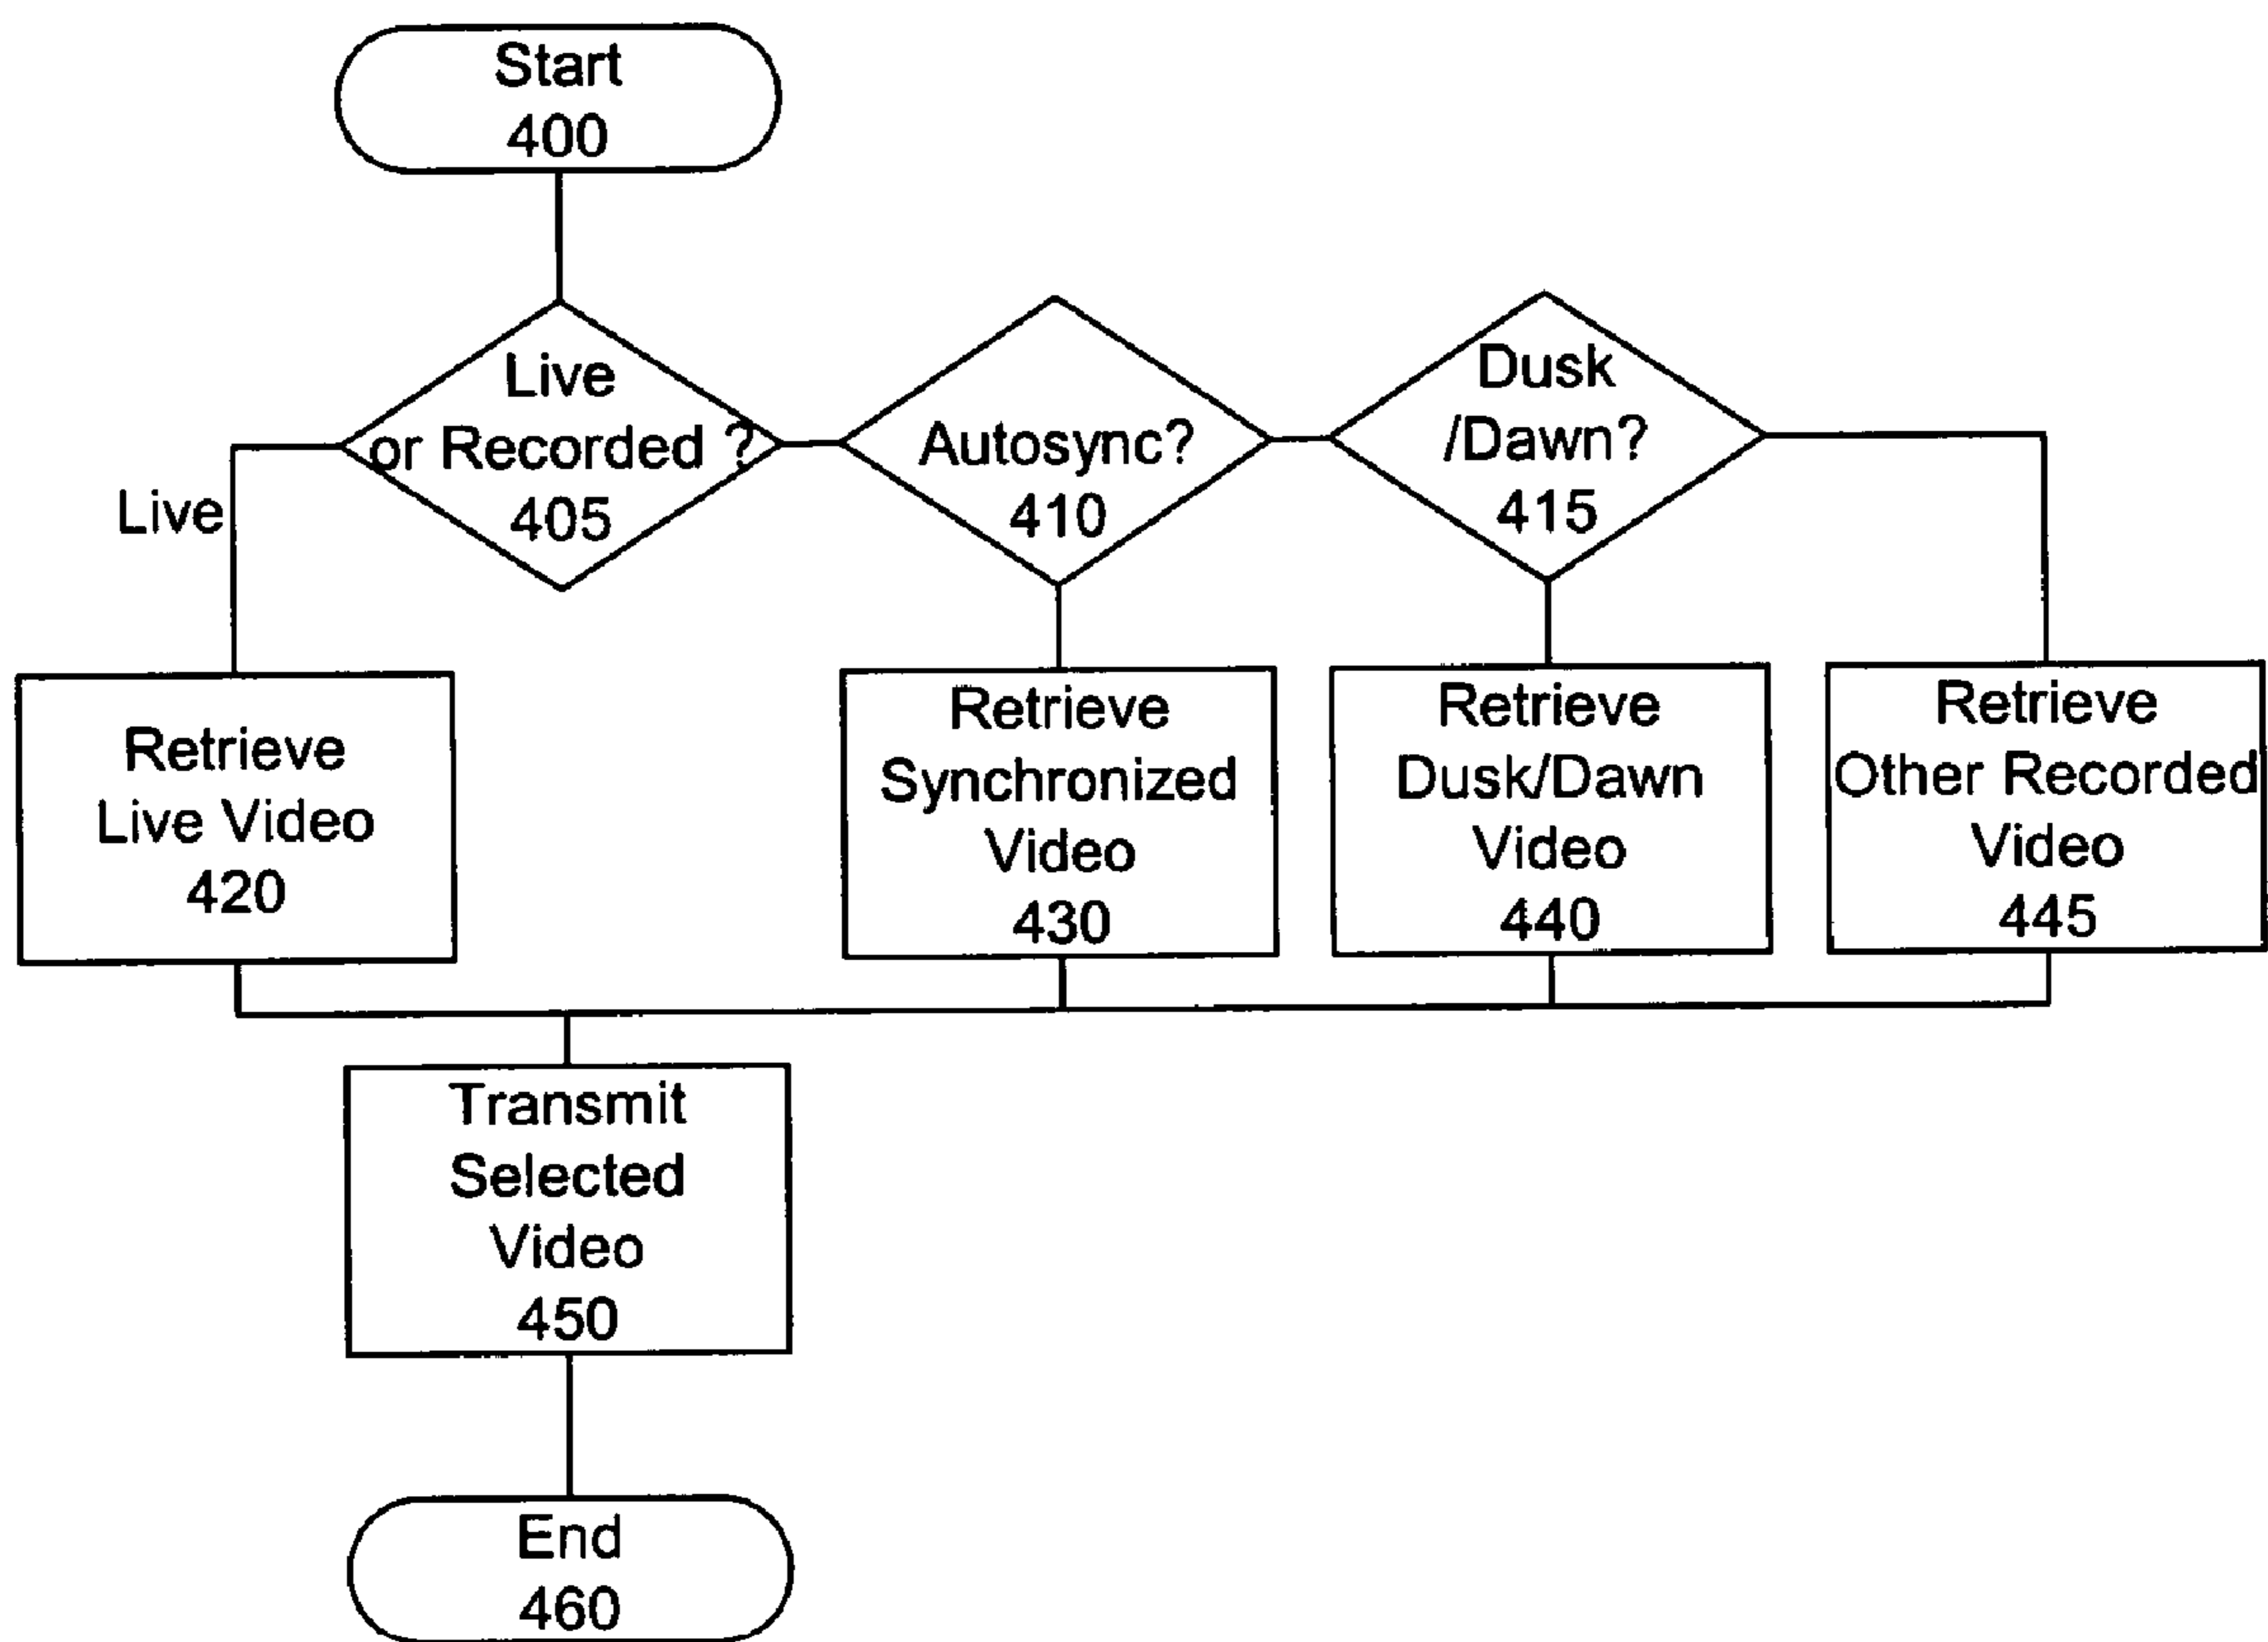 Start
400
Live
or Recorded ?
405
Autosync?
410
Dusk
/Dawn?
415
Live
Retrieve
Live Video
420
Retrieve
Synchronized
Video
430
Retrieve
Dusk/Dawn
Video
440
Retrieve
Other Recorded
Video
445
Transmit
Selected
Video
450
End
460